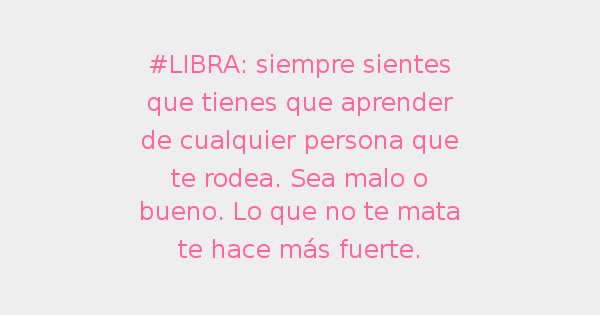 #LIBRA: siempre sientes
que tienes que aprender
de cualquier persona que
te rodea. Sea malo o
bueno. Lo que no te mata
te hace más fuerte.